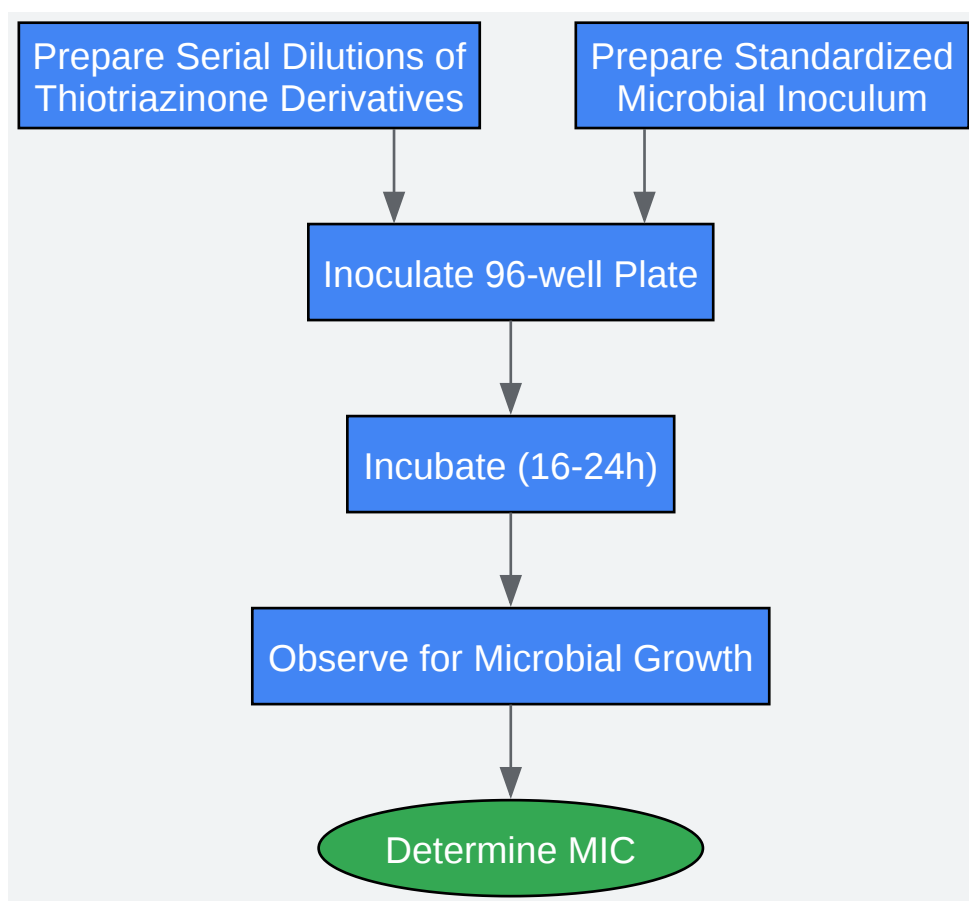 Prepare Serial Dilutions of
Thiotriazinone Derivatives
Prepare Standardized
Microbial Inoculum
Inoculate 96-well Plate
Incubate (16-24h)
Observe for Microbial Growth
Determine MIC